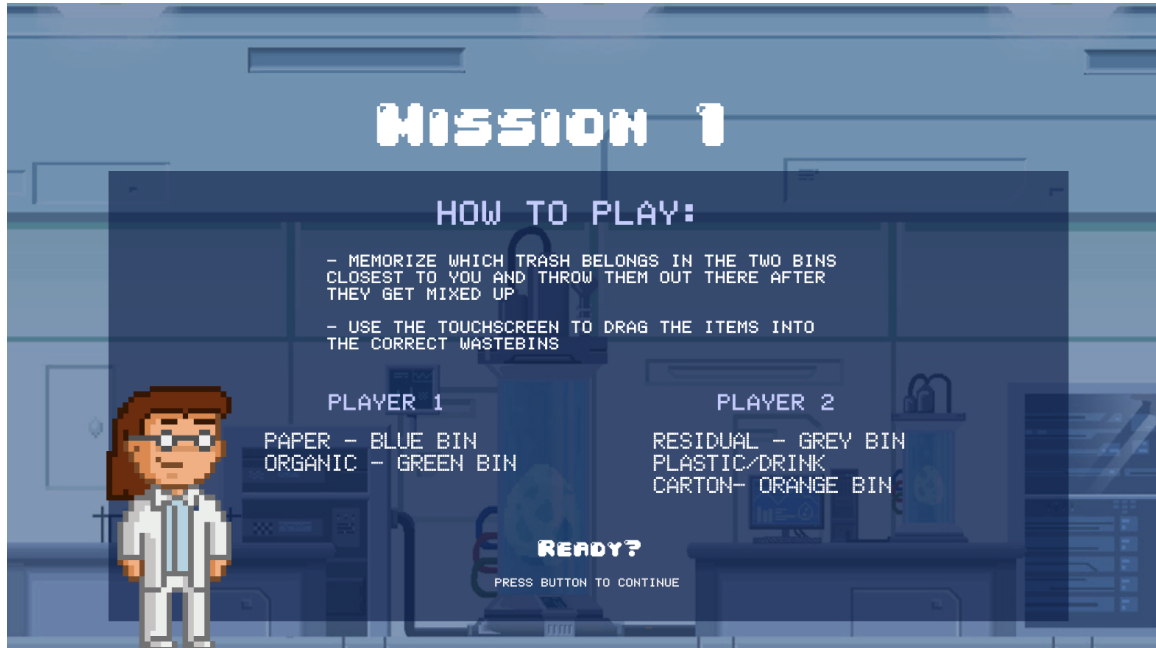 Mission 1
HOW TO PLAY:
- MEMORIZE WHICH TRASH BELONGS IN THE TWO BINS
CLOSEST TO YOU AND THROW THEM OUT THERE AFTER
THEY GET MIXED UP
- USE THE TOUCHSCREEN TO DRAG THE ITEMS INTO
THE CORRECT WASTEBINS
PLAYER 1
PAPER - BLUE BIN
ORGANIC - GREEN BIN
PLAYER 2
RESIDUAL - GREY BIN
PLASTIC/DRINK
CARTON- ORANGE BIN
READY?
PRESS BUTTON TO CONTINUE